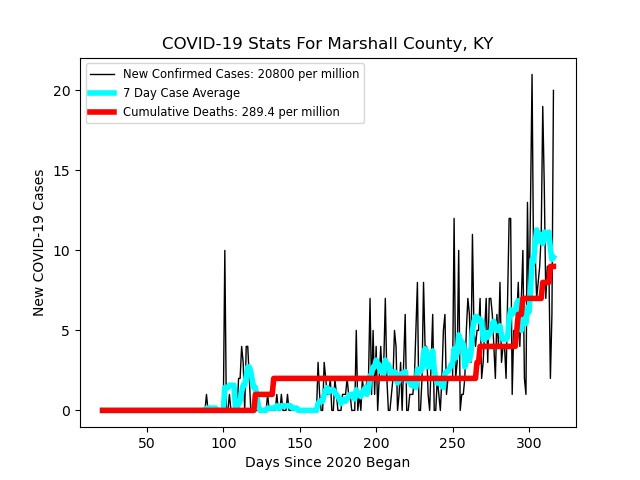 COVID-19 Stats For Marshall County, KY
New Confirmed Cases: 20800 per million
7 Day Case Average
Cumulative Deaths: 289.4 per million
New COVID-19 Cases
20
15
10
5
0
50 100 150 200 250 300
Days Since 2020 Began